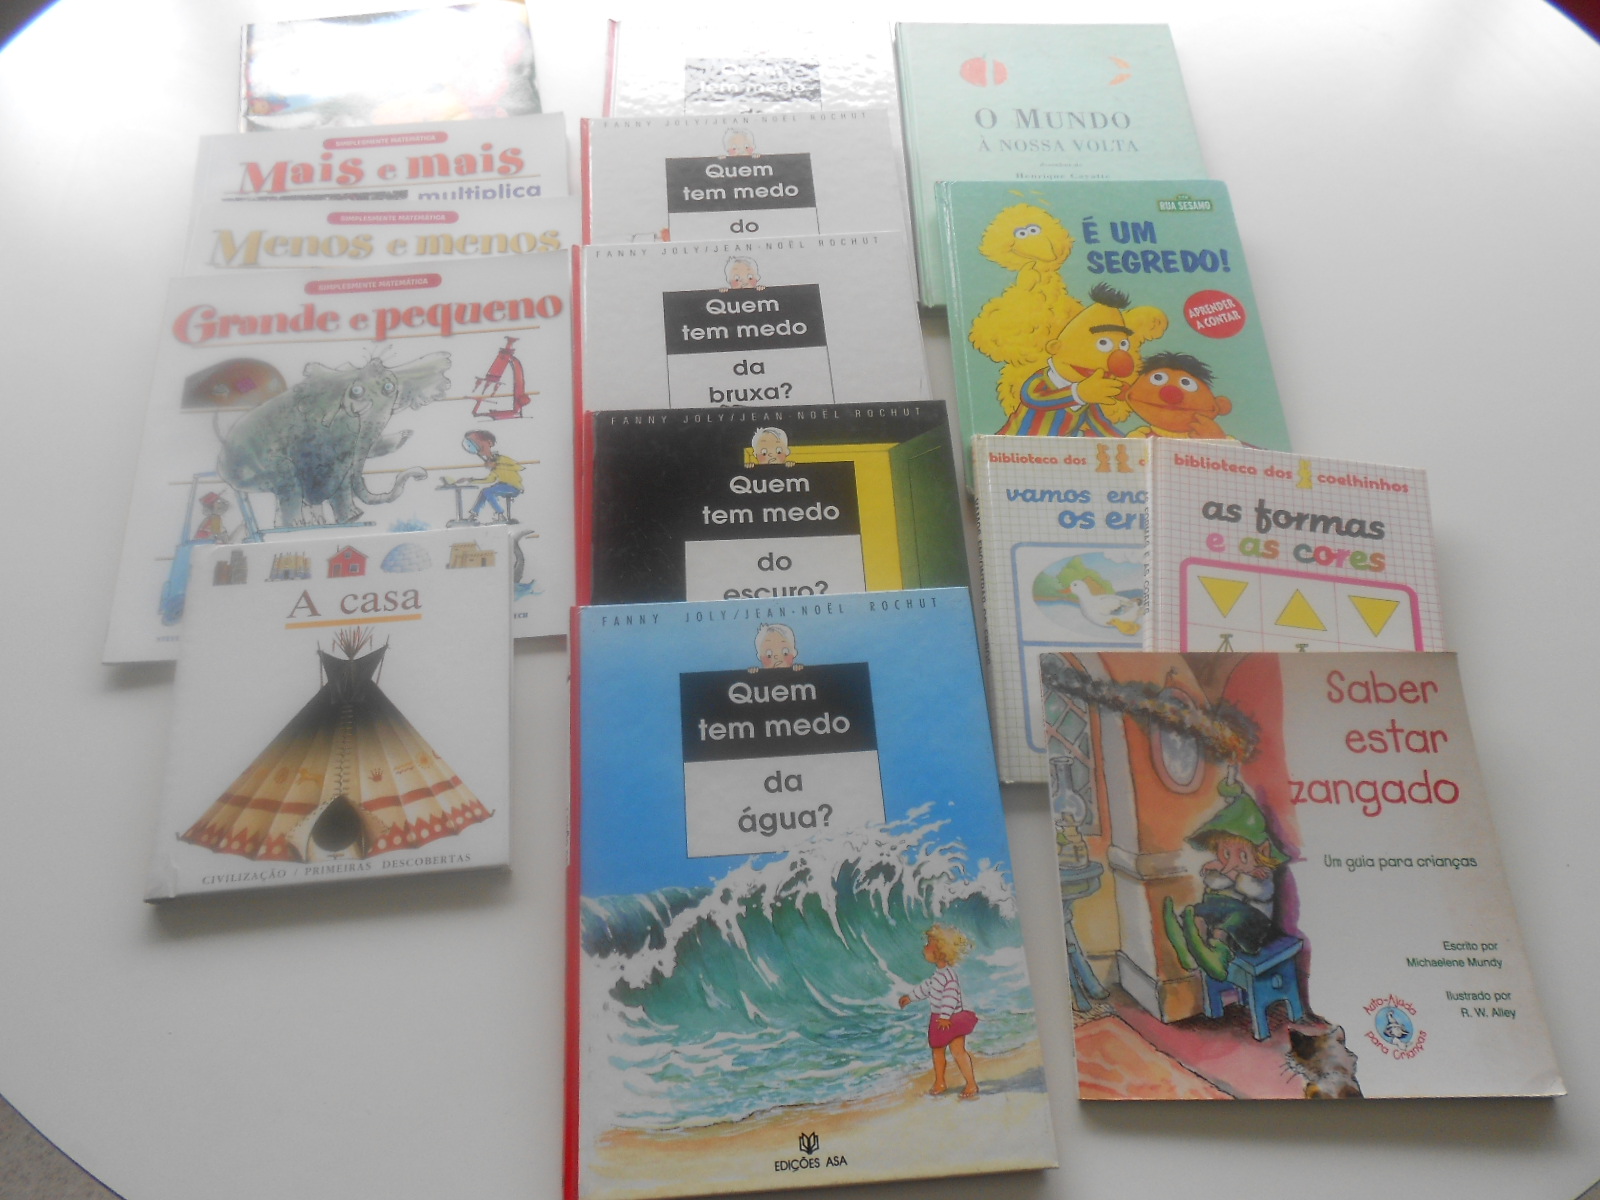 SIMPLESMENTE MATEMÁTICA
Mais e mais
multiplica
SIMPLESMENTE MATEMÁTICA
Menos e menos
SIMPLESMENTE MATEMÁTICA
Grande e pequeno
A casa
CIVILIZAÇÃO / PRIMEIRAS DESCOBERTAS
Quem
tem medo
FANNY JOLY/JEAN-NOËL ROCHUT
Quem
tem medo
do
FANNY JOLY/JEAN-NOËL ROCHUT
Quem
tem medo
da
bruxa?
FANNY JOLY/JEAN-NOËL ROCHUT
Quem
tem medo
do
escuro?
FANNY JOLY/JEAN-NOËL ROCHUT
Quem
tem medo
da
água?
EDIÇÕES ASA
O MUNDO
À NOSSA VOLTA
RUA SESAMO
É UM
SEGREDO!
APRENDER
A CONTAR
biblioteca dos
vamos enc
os err
biblioteca dos coelhinhos
as formas
e as cores
Saber
estar
zangado
Um guia para crianças
Escrito por
Michaelene Mundy
Ilustrado por
R. W. Alley
Auto-Ajuda
para Crianças